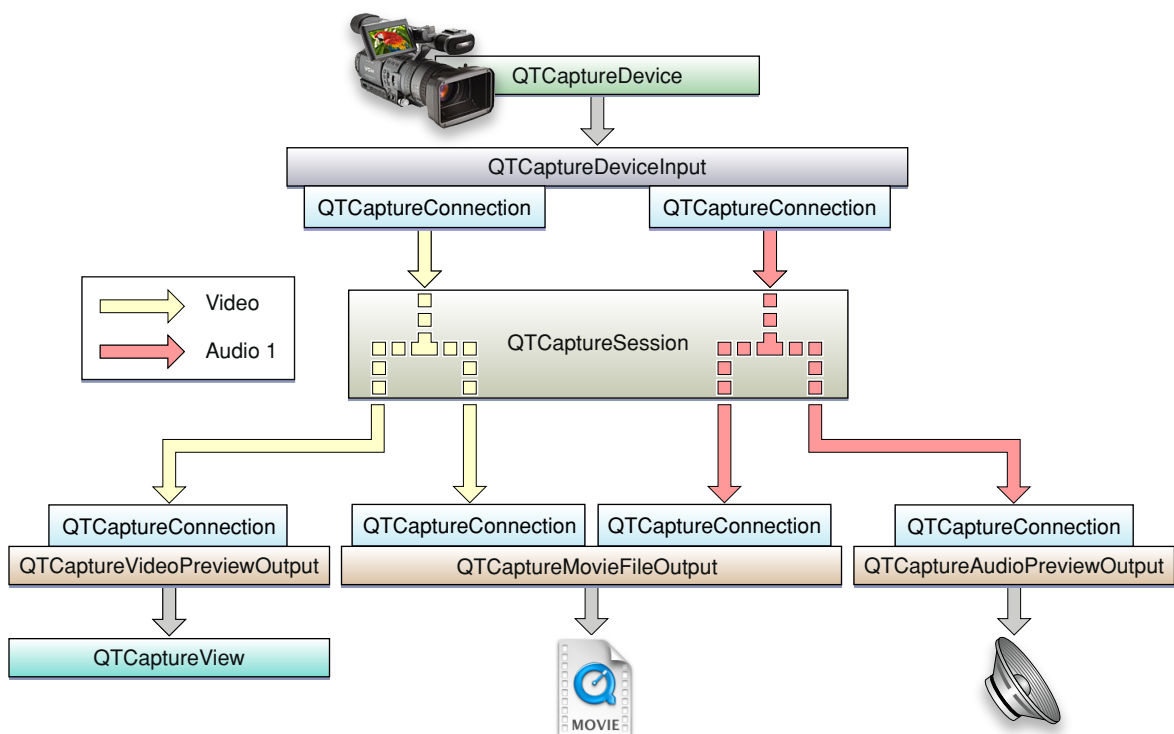 QTCaptureDevice
QTCaptureDeviceInput
QTCaptureConnection
QTCaptureConnection
Video
Audio 1
QTCaptureSession
QTCaptureConnection
QTCaptureConnection
QTCaptureConnection
QTCaptureConnection
QTCaptureVideoPreviewOutput
QTCaptureMovieFileOutput
QTCaptureAudioPreviewOutput
QTCaptureView
MOVIE